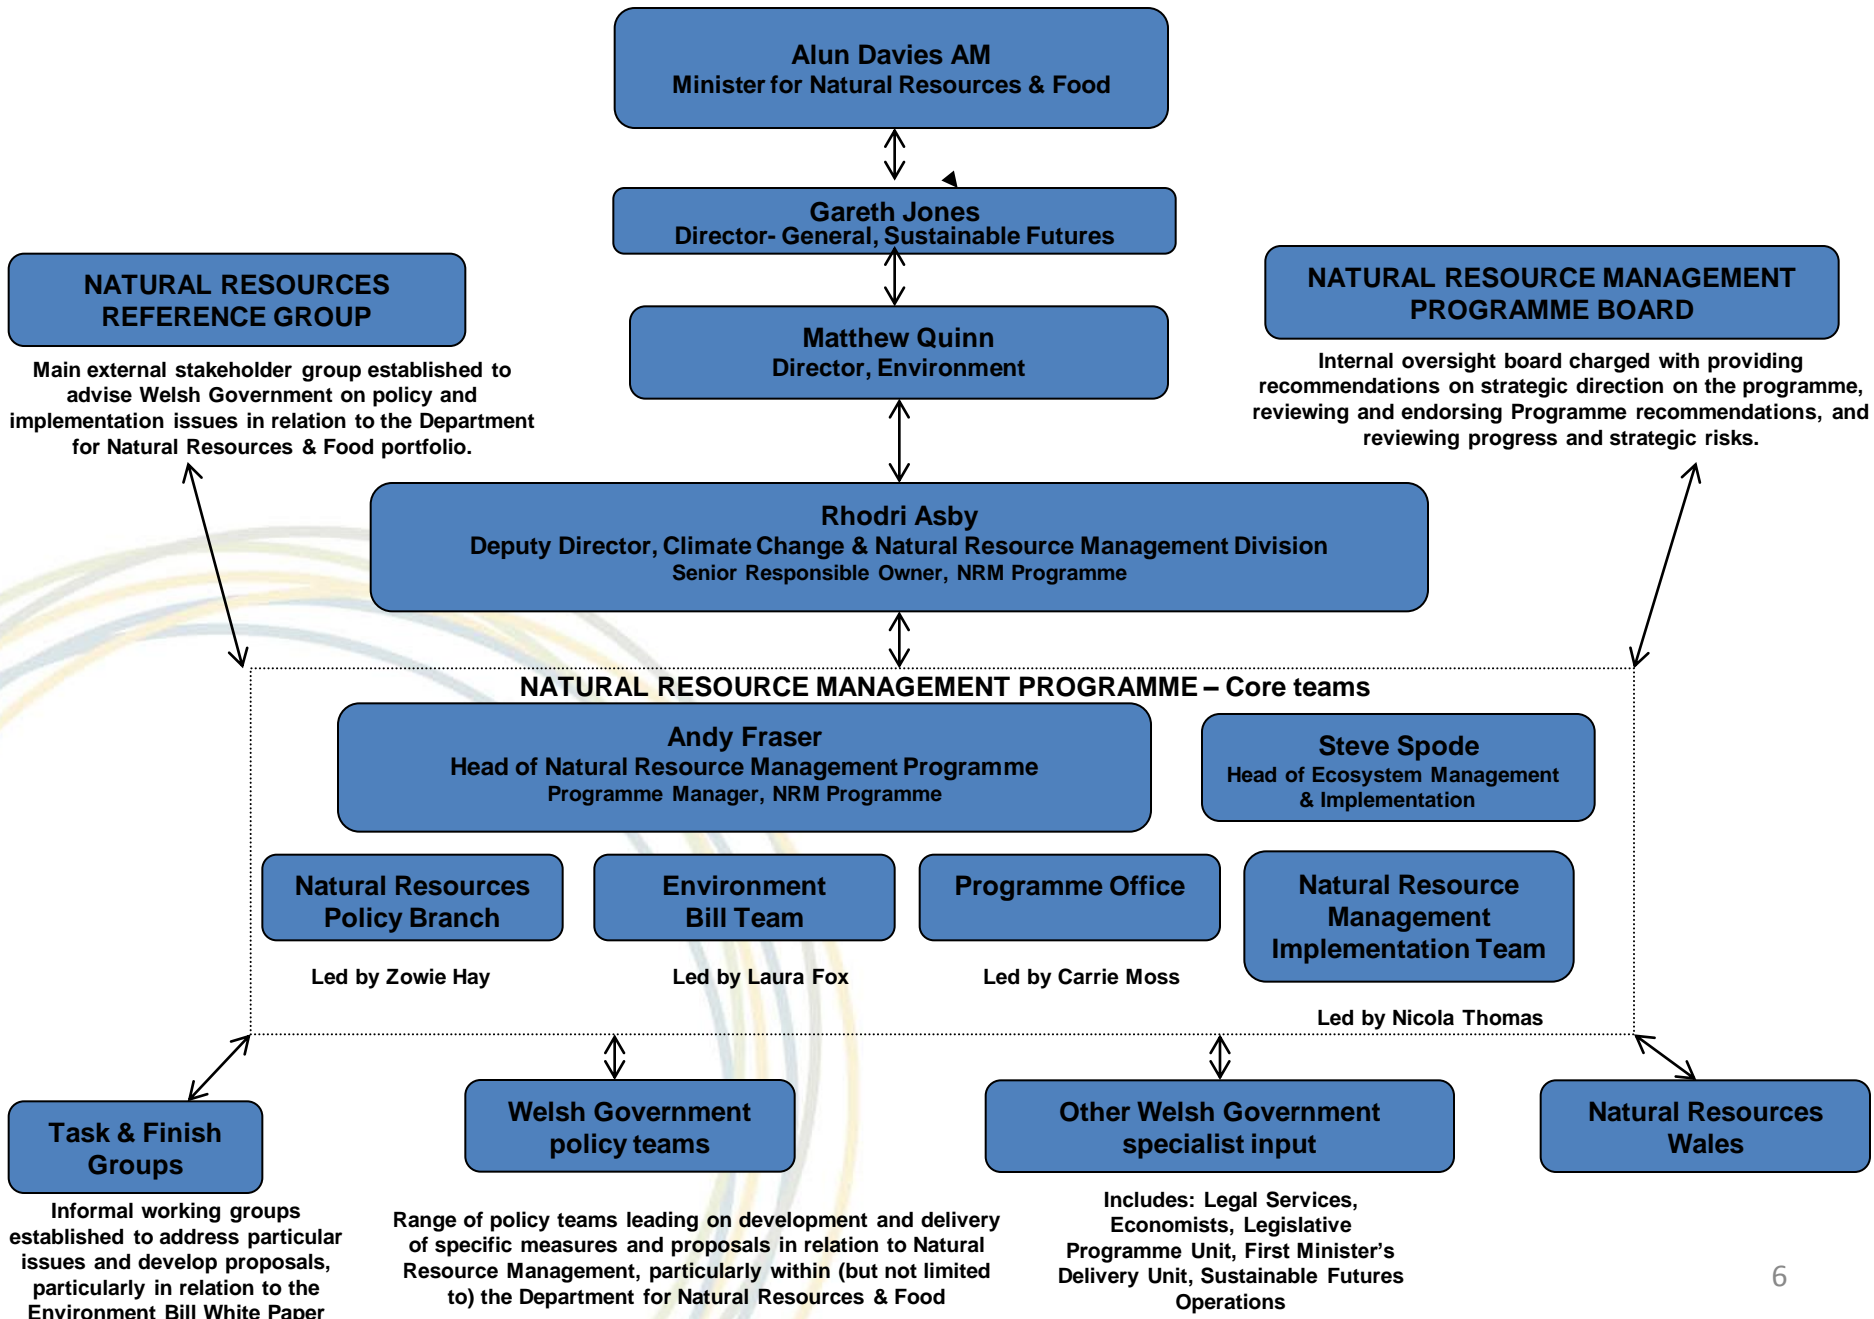 Alun Davies AM
Minister for Natural Resources & Food
Gareth Jones
Director- General, Sustainable Futures
NATURAL RESOURCES
REFERENCE GROUP
Main external stakeholder group established to
advise Welsh Government on policy and
implementation issues in relation to the Department
for Natural Resources & Food portfolio.
Matthew Quinn
Director, Environment
NATURAL RESOURCE MANAGEMENT
PROGRAMME BOARD
Internal oversight board charged with providing
recommendations on strategic direction on the programme,
reviewing and endorsing Programme recommendations, and
reviewing progress and strategic risks.
Rhodri Asby
Deputy Director, Climate Change & Natural Resource Management Division
Senior Responsible Owner, NRM Programme
NATURAL RESOURCE MANAGEMENT PROGRAMME – Core teams
Andy Fraser
Head of Natural Resource Management Programme
Programme Manager, NRM Programme
Steve Spode
Head of Ecosystem Management
& Implementation
Natural Resources
Policy Branch
Led by Zowie Hay
Environment
Bill Team
Led by Laura Fox
Programme Office
Led by Carrie Moss
Natural Resource
Management
Implementation Team
Led by Nicola Thomas
Task & Finish
Groups
Informal working groups
established to address particular
issues and develop proposals,
particularly in relation to the
Environment Bill White Paper
Welsh Government
policy teams
Range of policy teams leading on development and delivery
of specific measures and proposals in relation to Natural
Resource Management, particularly within (but not limited
to) the Department for Natural Resources & Food
Other Welsh Government
specialist input
Includes: Legal Services,
Economists, Legislative
Programme Unit, First Minister’s
Delivery Unit, Sustainable Futures
Operations
Natural Resources
Wales
6